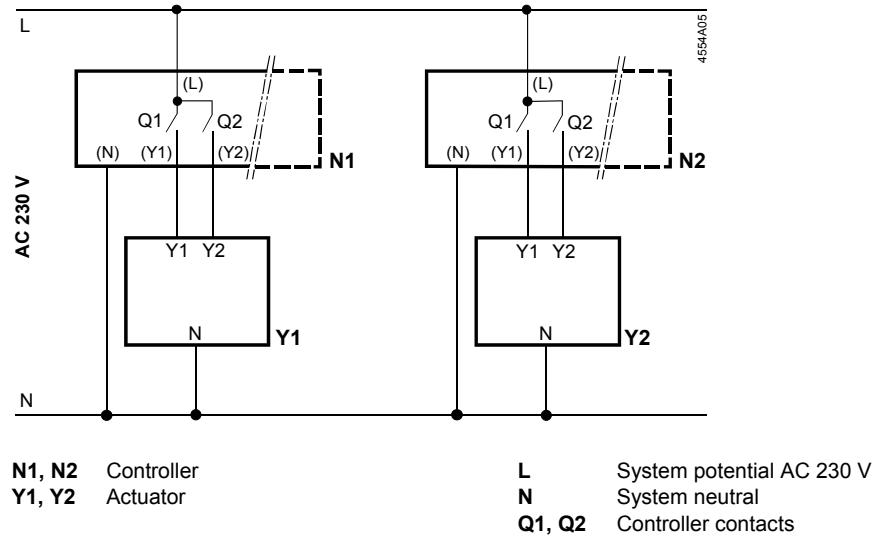 L
4554A05
(L) (L)
Q1 Q2 Q1 Q2
(N) (Y1) (Y2) N1 (N) (Y1) (Y2) N2
AC 230 V
Y1 Y2 Y1 Y2
N Y1 N Y2
N
N1, N2 Controller
Y1, Y2 Actuator
L System potential AC 230 V
N System neutral
Q1, Q2 Controller contacts